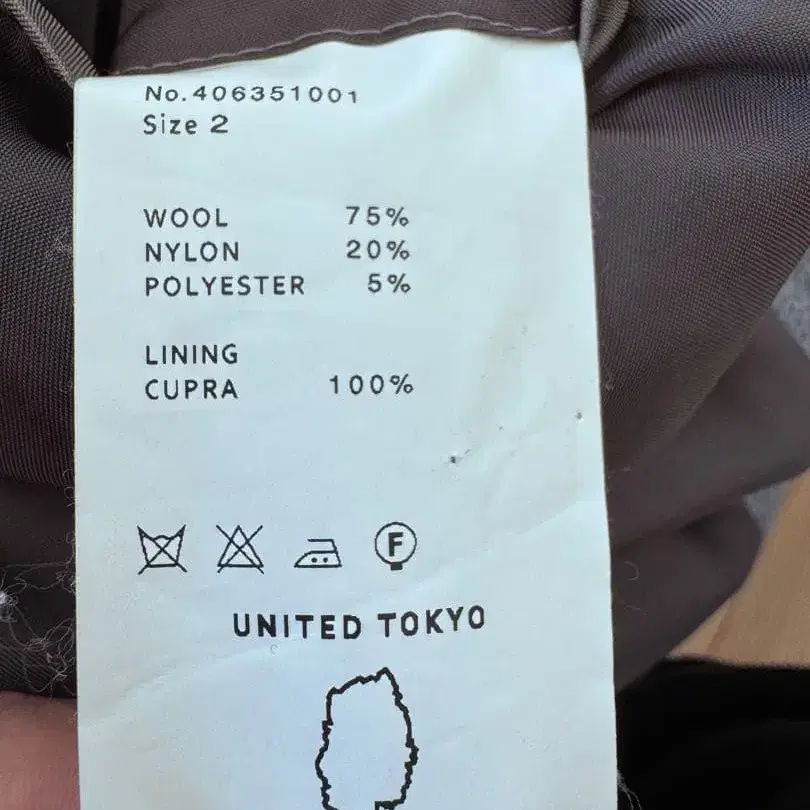 No.406351001
Size 2
WOOL 75%
NYLON 20%
POLYESTER 5%
LINING
CUPRA 100%
F
UNITED TOKYO